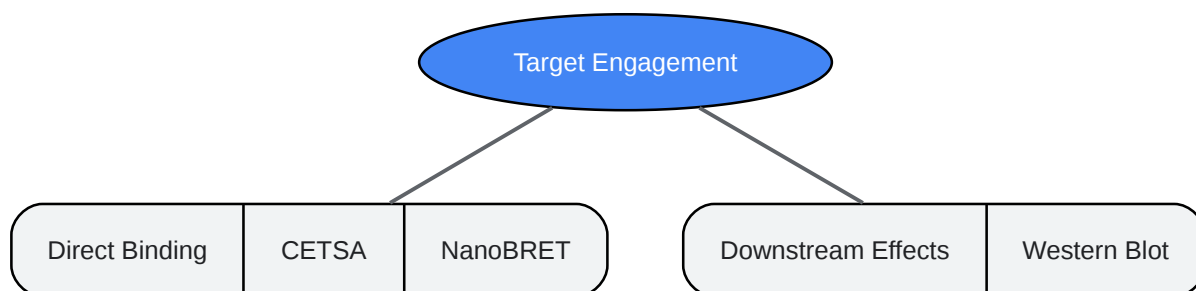 Target Engagement
Direct Binding
CETSA
NanoBRET
Downstream Effects
Western Blot